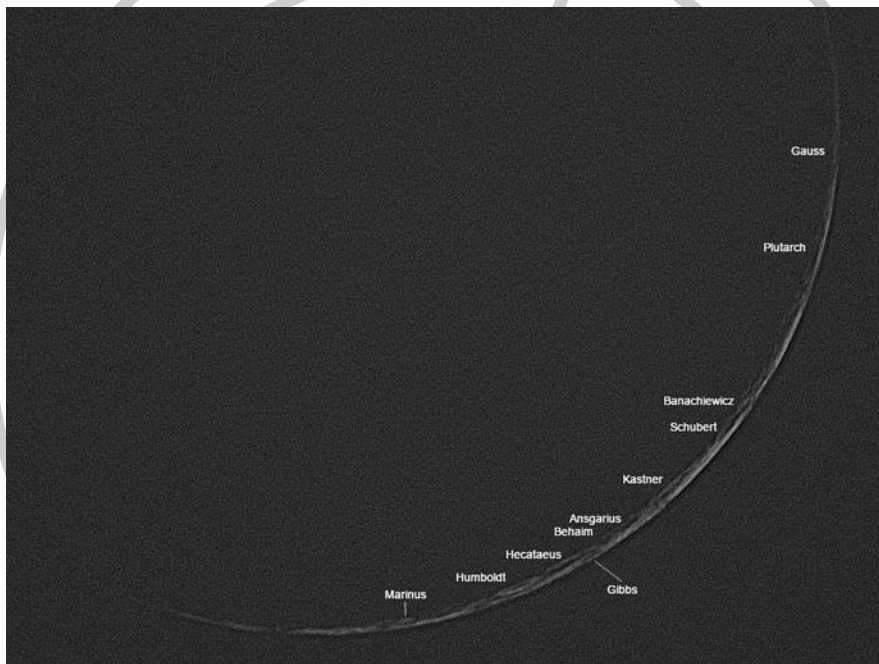 Gauss
Plutarch
Banachiewicz
Schubert
Kastner
Ansgarius
Behaim
Hecataeus
Humboldt
Gibbs
Marinus